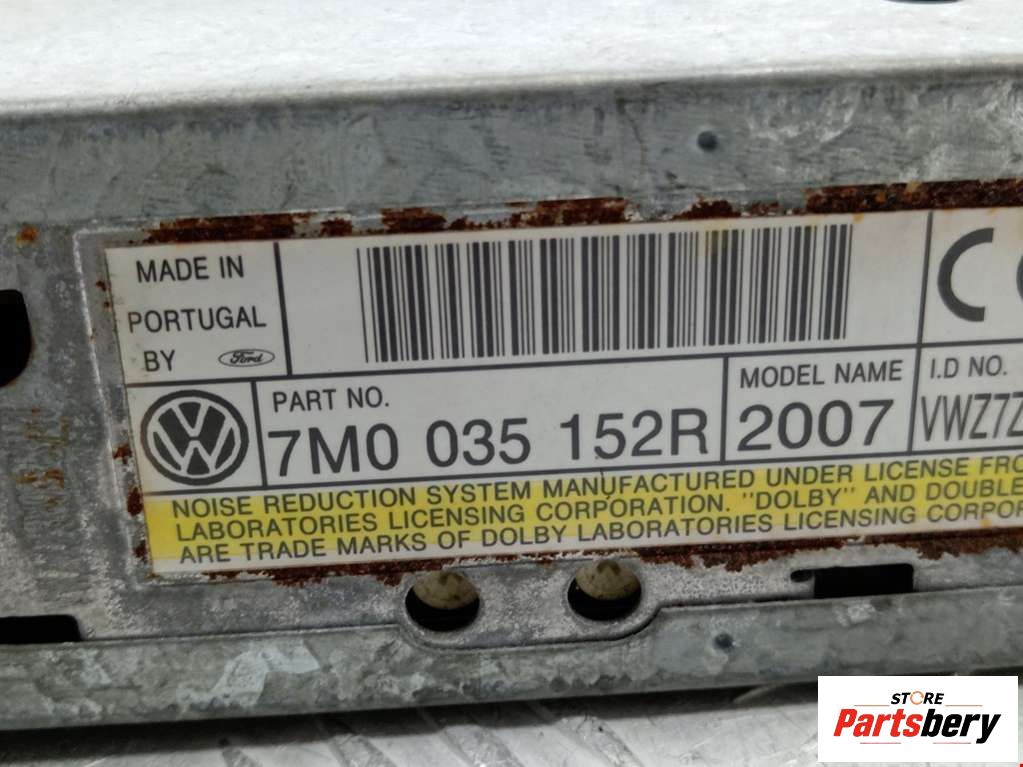 MADE IN
PORTUGAL
BY Ford
PART NO.
7M0 035 152R
MODEL NAME
2007
I.D NO.
VWZ7Z
NOISE REDUCTION SYSTEM MANUFACTURED UNDER LICENSE FRO
LABORATORIES LICENSING CORPORATION. "DOLBY" AND DOUBLE
ARE TRADE MARKS OF DOLBY LABORATORIES LICENSING CORPOR
STORE
Partsbery